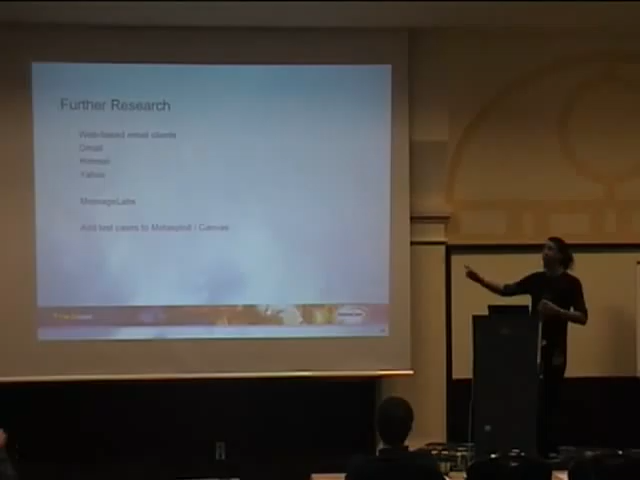 Further Research
Web-based email clients
Gmail
Hotmail
Yahoo
MessageLabs
Add test cases to Metasploit / Canvas